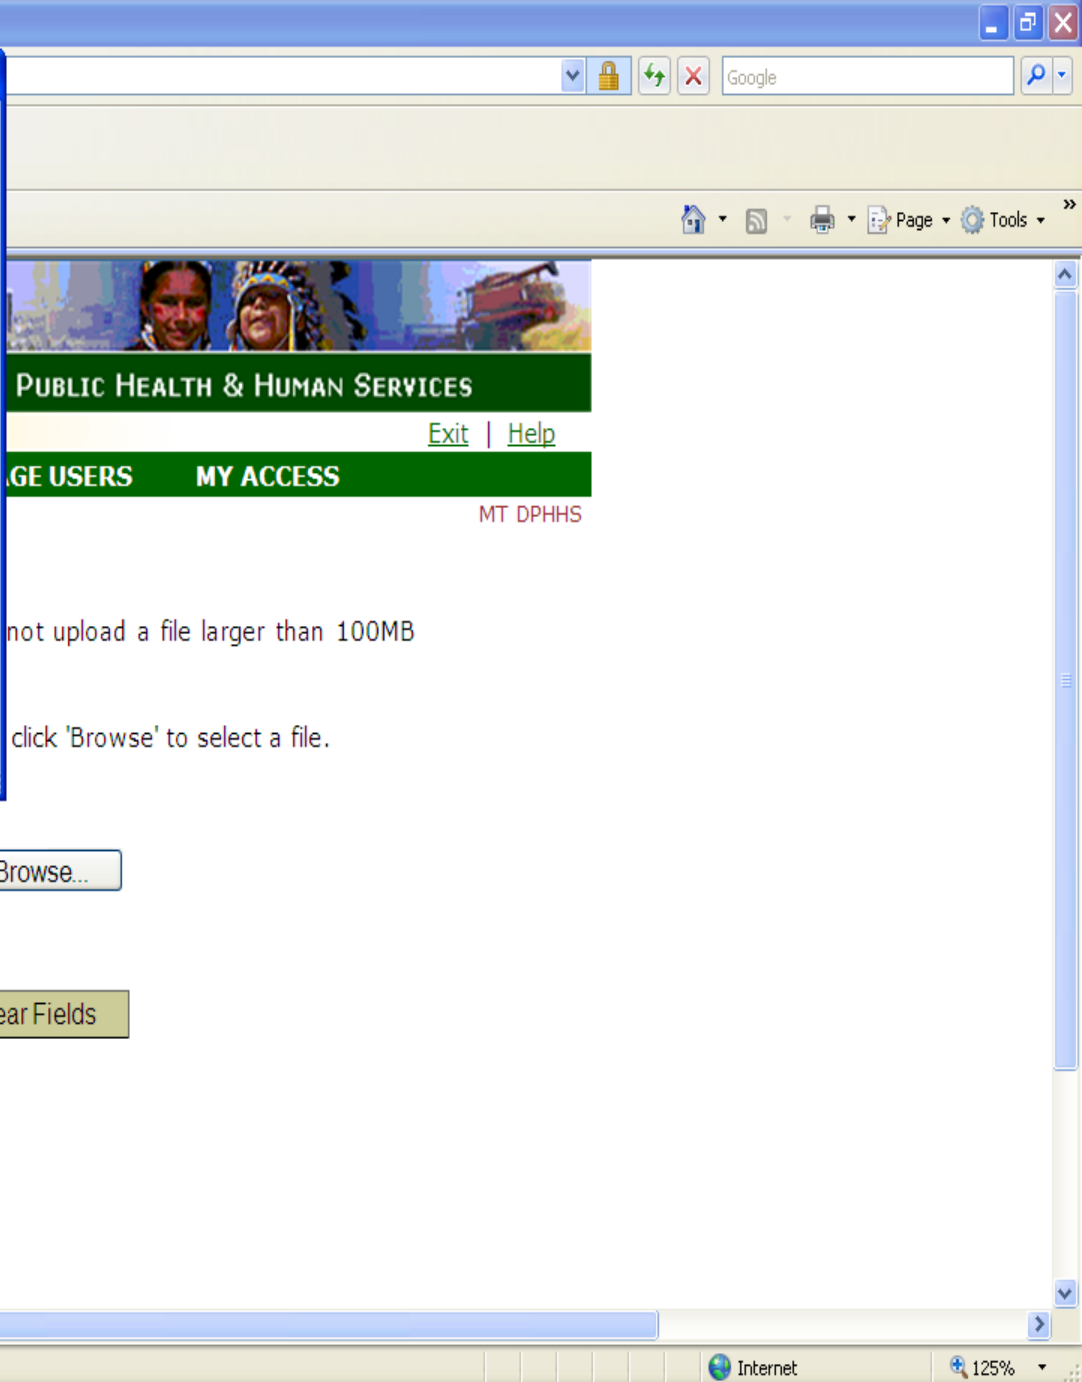 Google
Page
Tools
PUBLIC HEALTH & HUMAN SERVICES
Exit | Help
GE USERS MY ACCESS
MT DPHHS
not upload a file larger than 100MB
click 'Browse' to select a file.
Browse...
ear Fields
Internet
125%